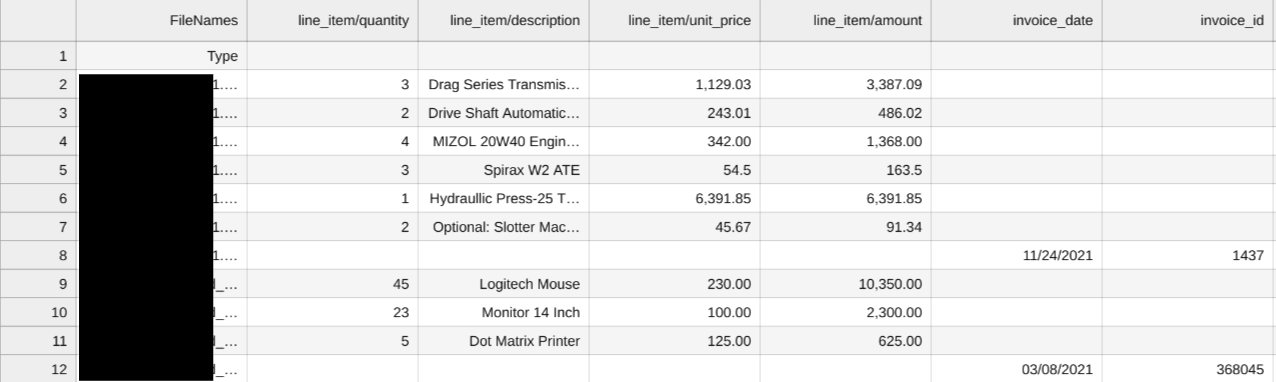 FileNames line_item/quantity line_item/description line_item/unit_price line_item/amount invoice_date invoice_id
1 Type
2 1.... 3 Drag Series Transmis... 1,129.03 3,387.09
3 1.... 2 Drive Shaft Automatic... 243.01 486.02
4 1.... 4 MIZOL 20W40 Engin... 342.00 1,368.00
5 1.... 3 Spirax W2 ATE 54.5 163.5
6 1.... 1 Hydraullic Press-25 T... 6,391.85 6,391.85
7 1.... 2 Optional: Slotter Mac... 45.67 91.34
8 1.... 11/24/2021 1437
9 d_... 45 Logitech Mouse 230.00 10,350.00
10 d_... 23 Monitor 14 Inch 100.00 2,300.00
11 d_... 5 Dot Matrix Printer 125.00 625.00
12 d_... 03/08/2021 368045